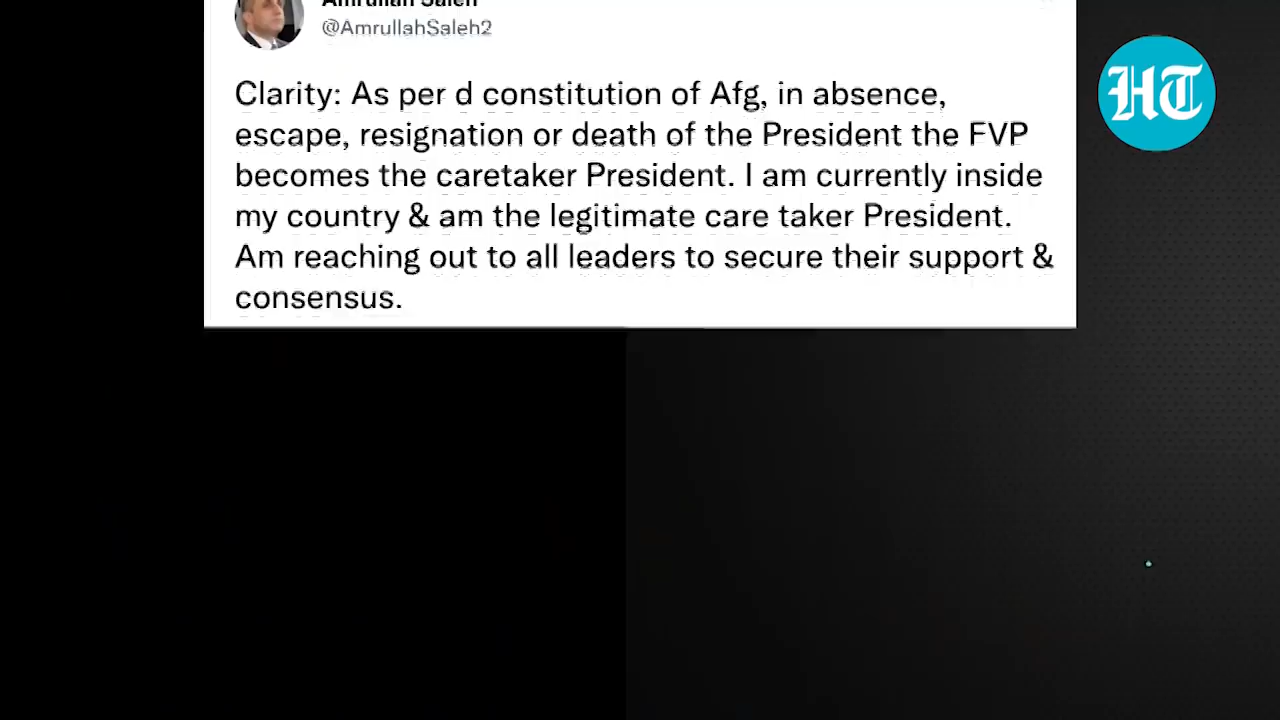 Amrullah Saleh
@AmrullahSaleh2
HT
Clarity: As per d constitution of Afg, in absence,
escape, resignation or death of the President the FVP
becomes the caretaker President. I am currently inside
my country & am the legitimate care taker President.
Am reaching out to all leaders to secure their support &
consensus.